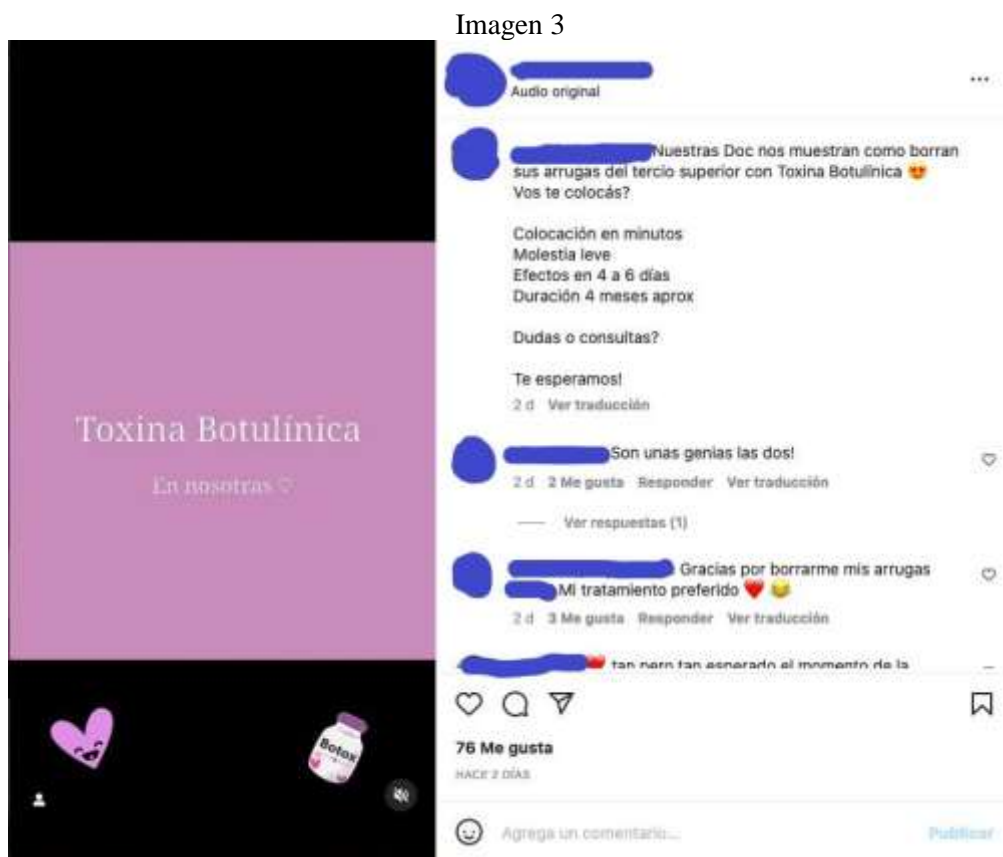 Imagen 3
Toxina Botulínica
En nosotras ♡
Botox
Audio original
Nuestras Doc nos muestran como borran
sus arrugas del tercio superior con Toxina Botulínica 😍
Vos te colocás?
Colocación en minutos
Molestia leve
Efectos en 4 a 6 días
Duración 4 meses aprox
Dudas o consultas?
Te esperamos!
2 d Ver traducción
Son unas genias las dos!
2 d 2 Me gusta Responder Ver traducción
Ver respuestas (1)
Gracias por borrarme mis arrugas
Mi tratamiento preferido ❤️ 😂
2 d 3 Me gusta Responder Ver traducción
❤️ tan pero tan esperado el momento de la
76 Me gusta
HACE 2 DÍAS
Agrega un comentario...
Publicar